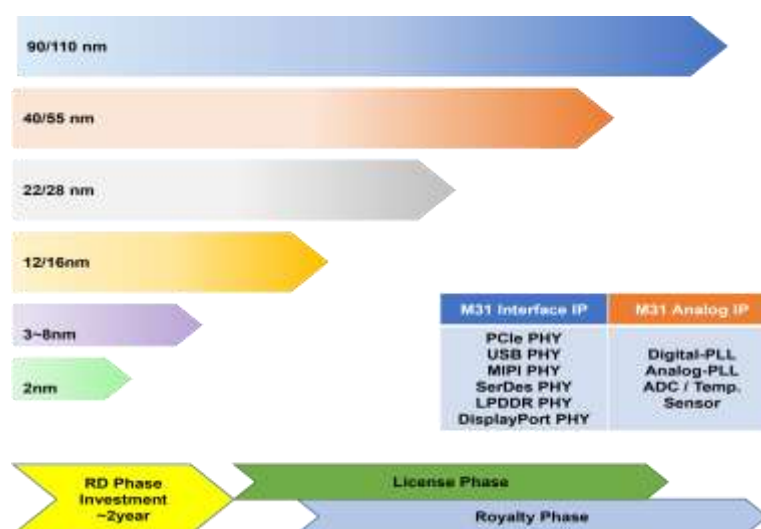 90/110 nm
40/55 nm
22/28 nm
12/16nm
3~8nm
2nm
M31 Interface IP
PCIe PHY
USB PHY
MIPI PHY
SerDes PHY
LPDDR PHY
DisplayPort PHY
M31 Analog IP
Digital-PLL
Analog-PLL
ADC / Temp.
Sensor
RD Phase
Investment
~2year
License Phase
Royalty Phase